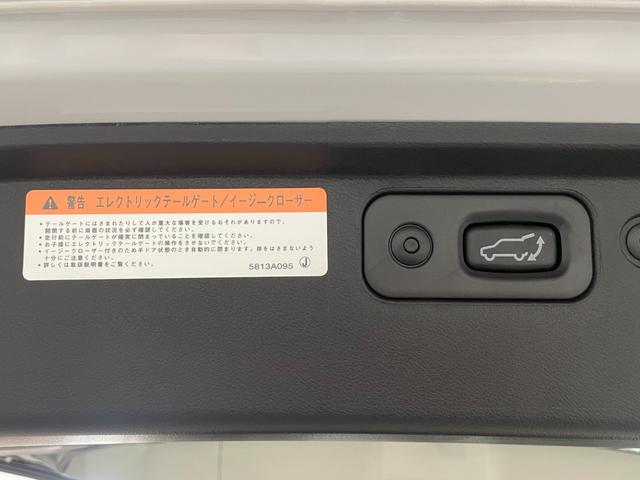 警告 エレクトリックテールゲート/イージークローザー
•テールゲートにはさまれたりして人が重大な傷害を受けるおそれがありますので、
開閉する前に周囲の状況を必ず確認してください。
•走行前にテールゲートが確実に閉まっていることを確認してください。
•お子様にエレクトリックテールゲートの操作をさせないでください。
•イージークローザー付きのため半ドア状態のとき自動的に閉まります。指をはさまないよう
十分にご注意ください。
•詳しくは取扱説明書をご覧ください。
5813A095 J